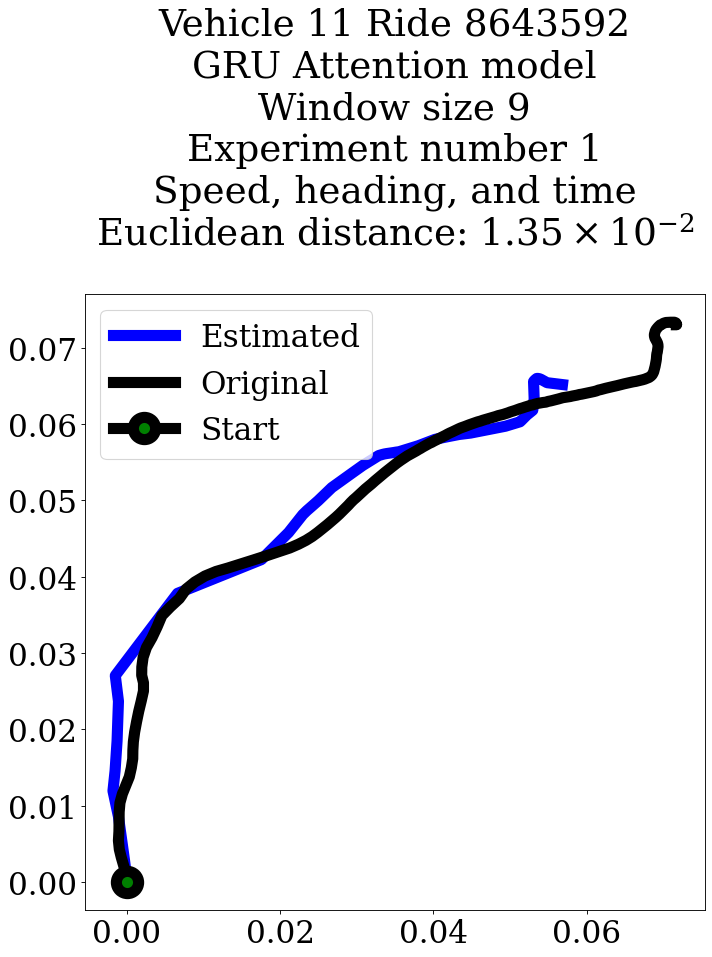 Vehicle 11 Ride 8643592
GRU Attention model
Window size 9
Experiment number 1
Speed, heading, and time
Euclidean distance: 1.35 × 10⁻²
Estimated
Original
Start
0.07
0.06
0.05
0.04
0.03
0.02
0.01
0.00
0.00 0.02 0.04 0.06